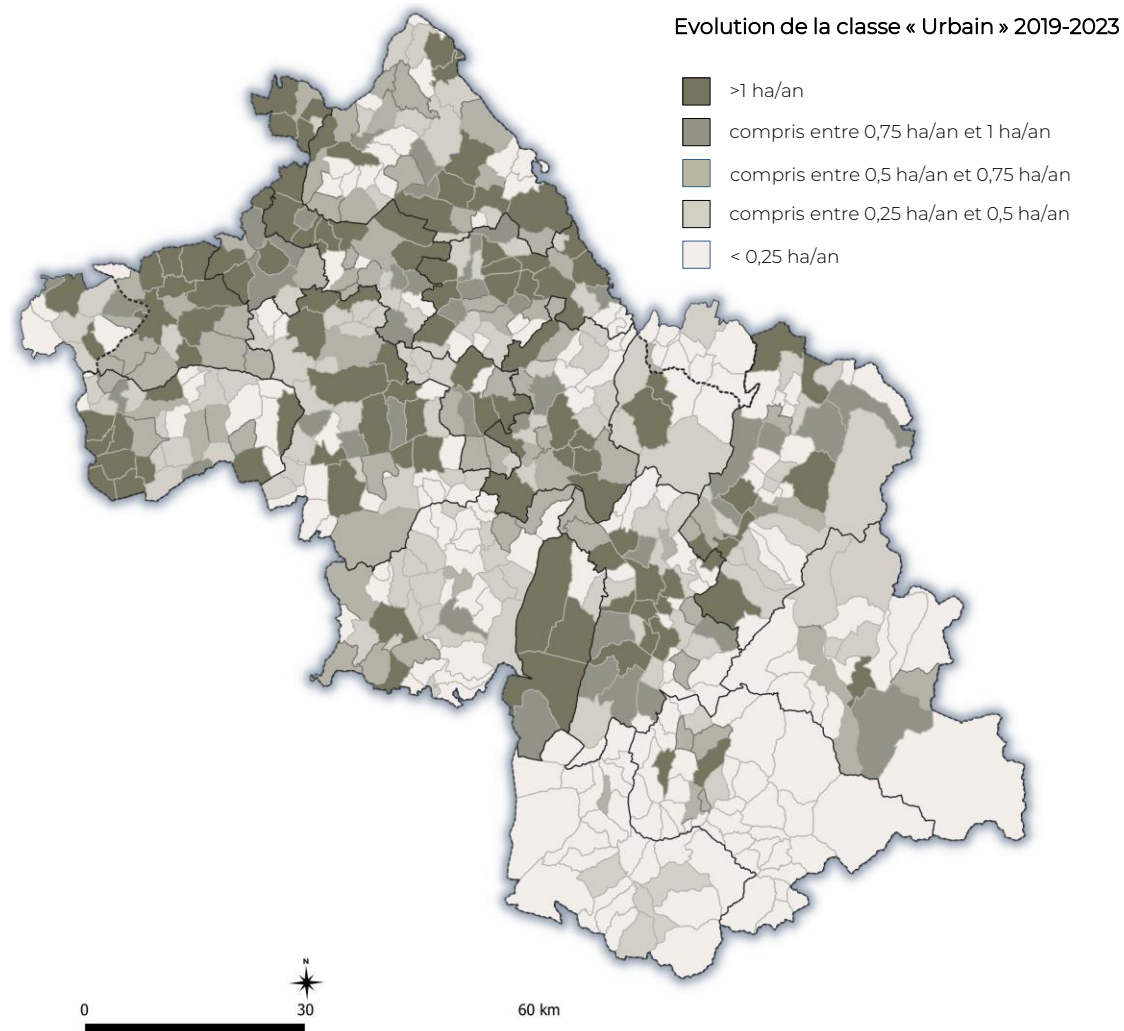 Evolution de la classe « Urbain » 2019-2023
>1 ha/an
compris entre 0,75 ha/an et 1 ha/an
compris entre 0,5 ha/an et 0,75 ha/an
compris entre 0,25 ha/an et 0,5 ha/an
< 0,25 ha/an
N
0 30 60 km